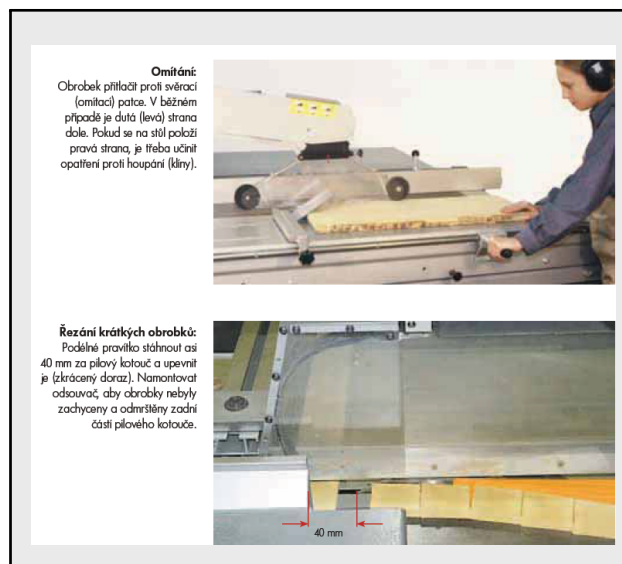 Omítání:
Obrobek přitlačit proti svěrací
(omítací) patce. V běžném
případě je dutá (levá) strana
dole. Pokud se na stůl položí
pravá strana, je třeba učinit
opatření proti houpání (klíny).
Řezání krátkých obrobků:
Podélné pravítko stáhnout asi
40 mm za pilový kotouč a upevnit
je (zkrácený doraz). Namontovat
odsouvač, aby obrobky nebyly
zachyceny a odmrštěny zadní
částí pilového kotouče.
40 mm